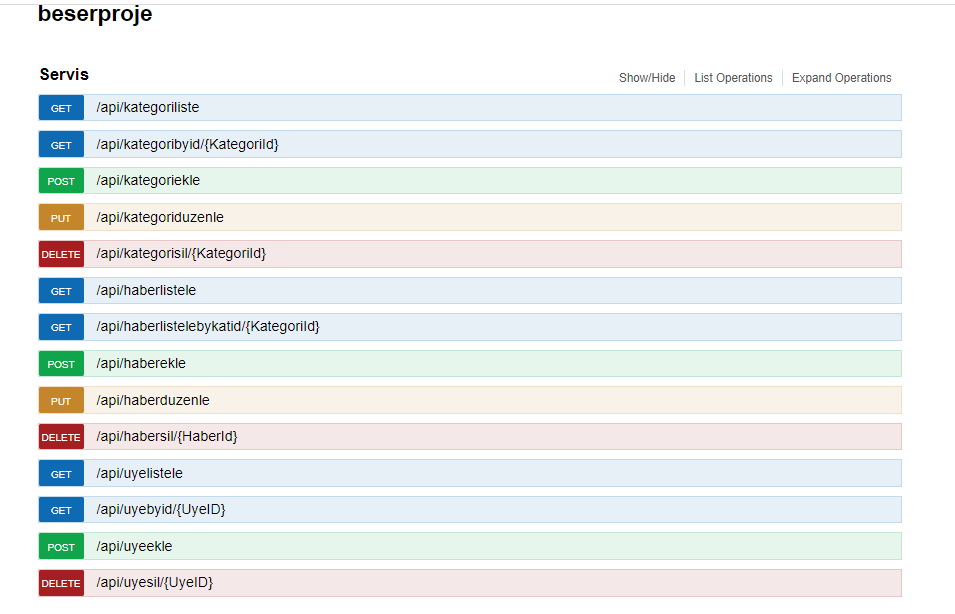 beserproje
Servis
Show/Hide List Operations Expand Operations
GET /api/kategoriliste
GET /api/kategoribyid/{KategoriId}
POST /api/kategoriekle
PUT /api/kategoriduzenle
DELETE /api/kategorisil/{KategoriId}
GET /api/haberlistele
GET /api/haberlistelebykatid/{KategoriId}
POST /api/haberekle
PUT /api/haberduzenle
DELETE /api/habersil/{HaberId}
GET /api/uyelistele
GET /api/uyebyid/{UyeID}
POST /api/uyeekle
DELETE /api/uyesil/{UyeID}